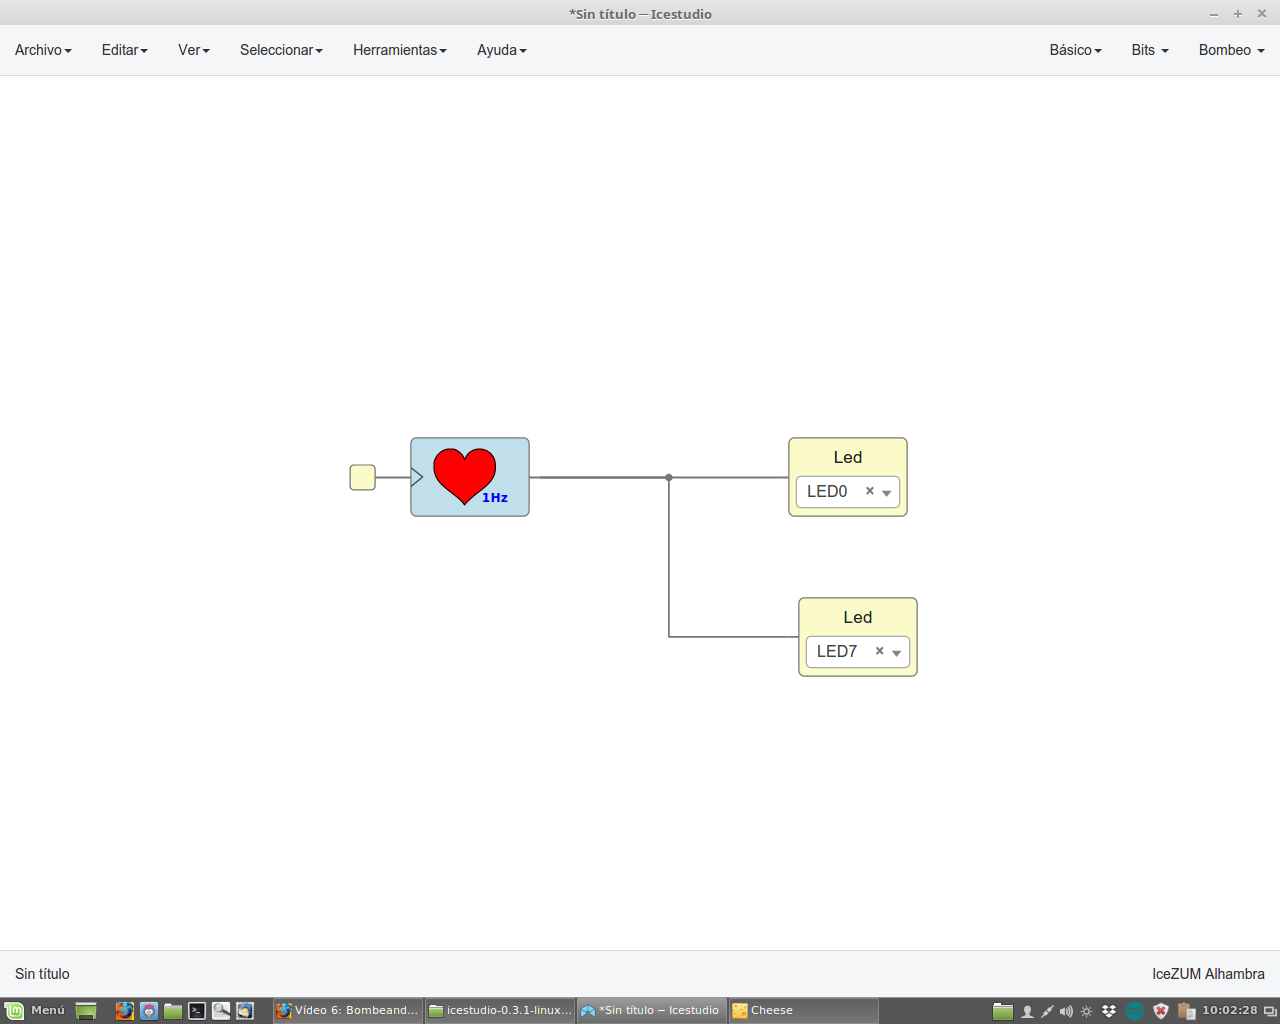 *Sin título — Icestudio
Archivo Editar Ver Seleccionar Herramientas Ayuda Básico Bits Bombeo
1Hz
Led
LED0
Led
LED7
Sin título IceZUM Alhambra
Menú Vídeo 6: Bombeand... icestudio-0.3.1-linux... *Sin título — Icestudio Cheese 10:02:28